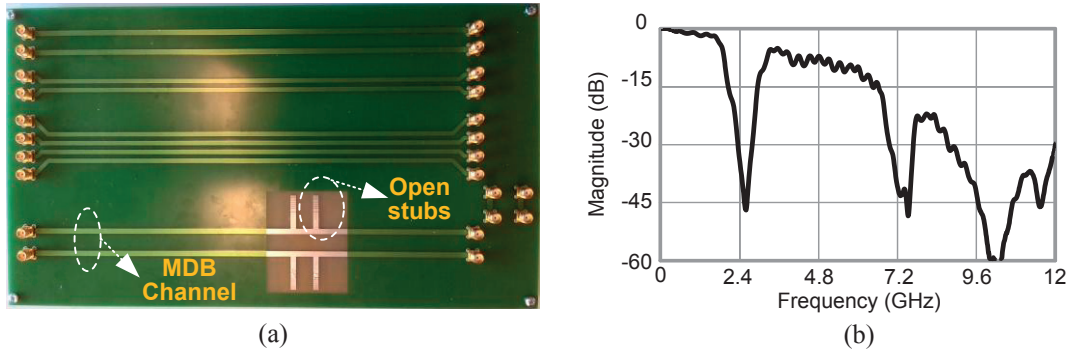 Open
stubs
MDB
Channel
(a)
Magnitude (dB)
0
-15
-30
-45
-60
0
2.4
4.8
7.2
9.6
12
Frequency (GHz)
(b)